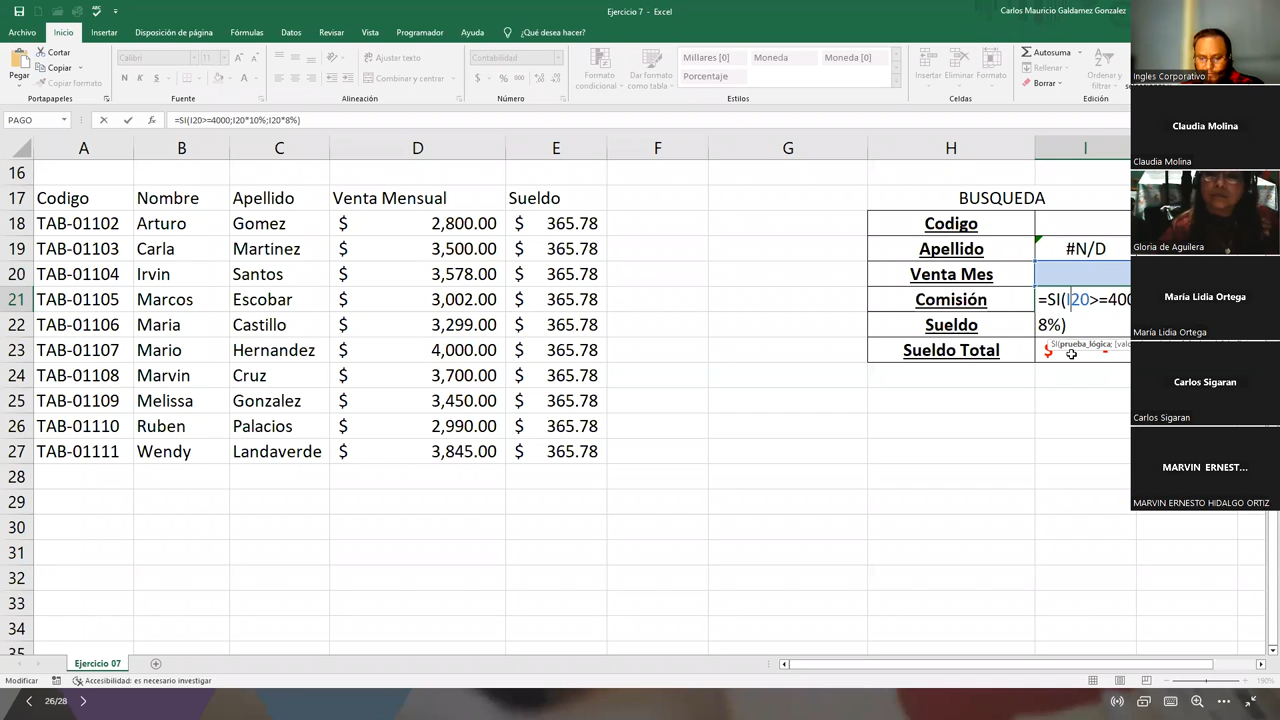 Ejercicio 7 - Excel
Carlos Mauricio Galdamez Gonzalez
Archivo Inicio Insertar Disposición de página Fórmulas Datos Revisar Vista Programador Ayuda ¿Qué desea hacer?
Pegar
Cortar
Copiar
Copiar formato
Portapapeles
Calibri
N K S
Fuente
Ajustar texto
Combinar y centrar
Alineación
Contabilidad
$ % 000
Número
Formato condicional
Dar formato como tabla
Millares [0] Moneda Moneda [0]
Porcentaje
Estilos
Insertar Eliminar Formato
Celdas
Autosuma
Rellenar
Borrar
Ordenar y filtrar
Edición
PAGO
fx
=SI(I20>=4000;I20*10%;I20*8%)
A B C D E F G H I
16
17 Codigo Nombre Apellido Venta Mensual Sueldo BUSQUEDA
18 TAB-01102 Arturo Gomez $ 2,800.00 $ 365.78 Codigo
19 TAB-01103 Carla Martinez $ 3,500.00 $ 365.78 Apellido #N/D
20 TAB-01104 Irvin Santos $ 3,578.00 $ 365.78 Venta Mes
21 TAB-01105 Marcos Escobar $ 3,002.00 $ 365.78 Comisión =SI(I20>=400
22 TAB-01106 Maria Castillo $ 3,299.00 $ 365.78 Sueldo 8%)
SI(prueba_lógica; [valo
23 TAB-01107 Mario Hernandez $ 4,000.00 $ 365.78 Sueldo Total $ -
24 TAB-01108 Marvin Cruz $ 3,700.00 $ 365.78
25 TAB-01109 Melissa Gonzalez $ 3,450.00 $ 365.78
26 TAB-01110 Ruben Palacios $ 2,990.00 $ 365.78
27 TAB-01111 Wendy Landaverde $ 3,845.00 $ 365.78
28
29
30
31
32
33
34
35
Ejercicio 07
Modificar
Accesibilidad: es necesario investigar
190%
26/28
Ingles Corporativo
Claudia Molina
Claudia Molina
Gloria de Aguilera
María Lidia Ortega
María Lidia Ortega
Carlos Sigaran
Carlos Sigaran
MARVIN ERNEST...
MARVIN ERNESTO HIDALGO ORTIZ